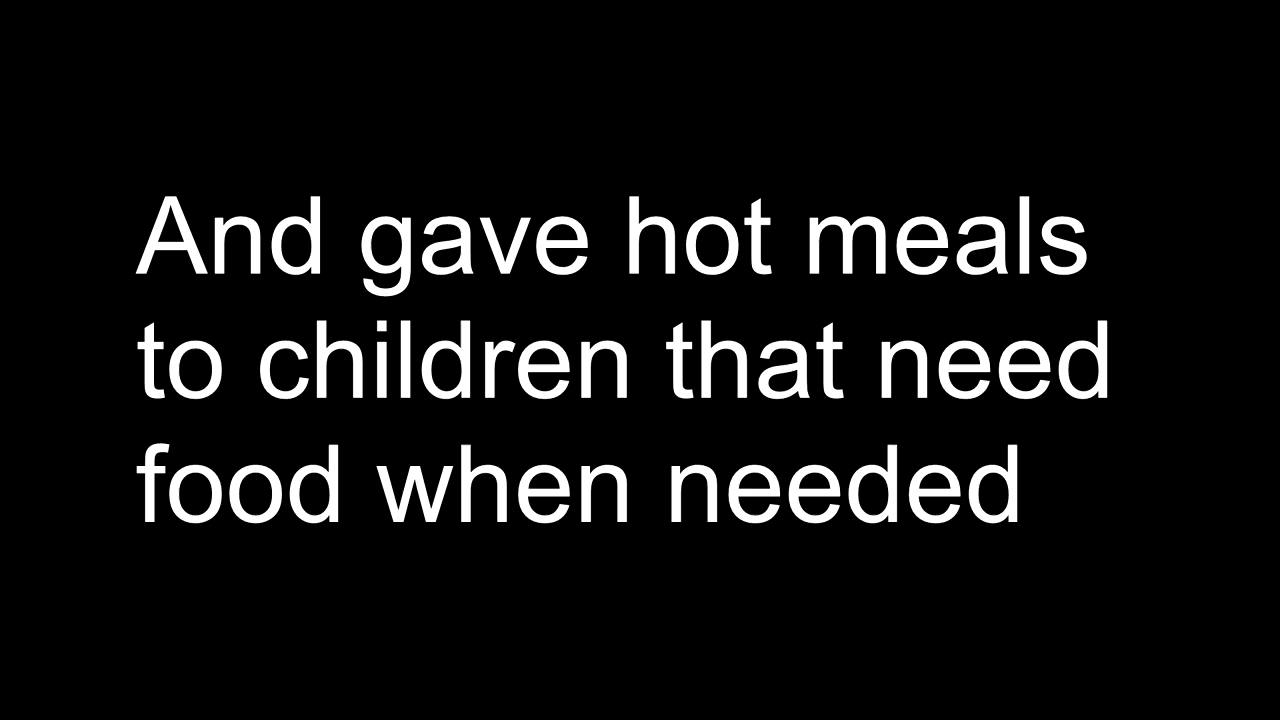 And gave hot meals
to children that need
food when needed